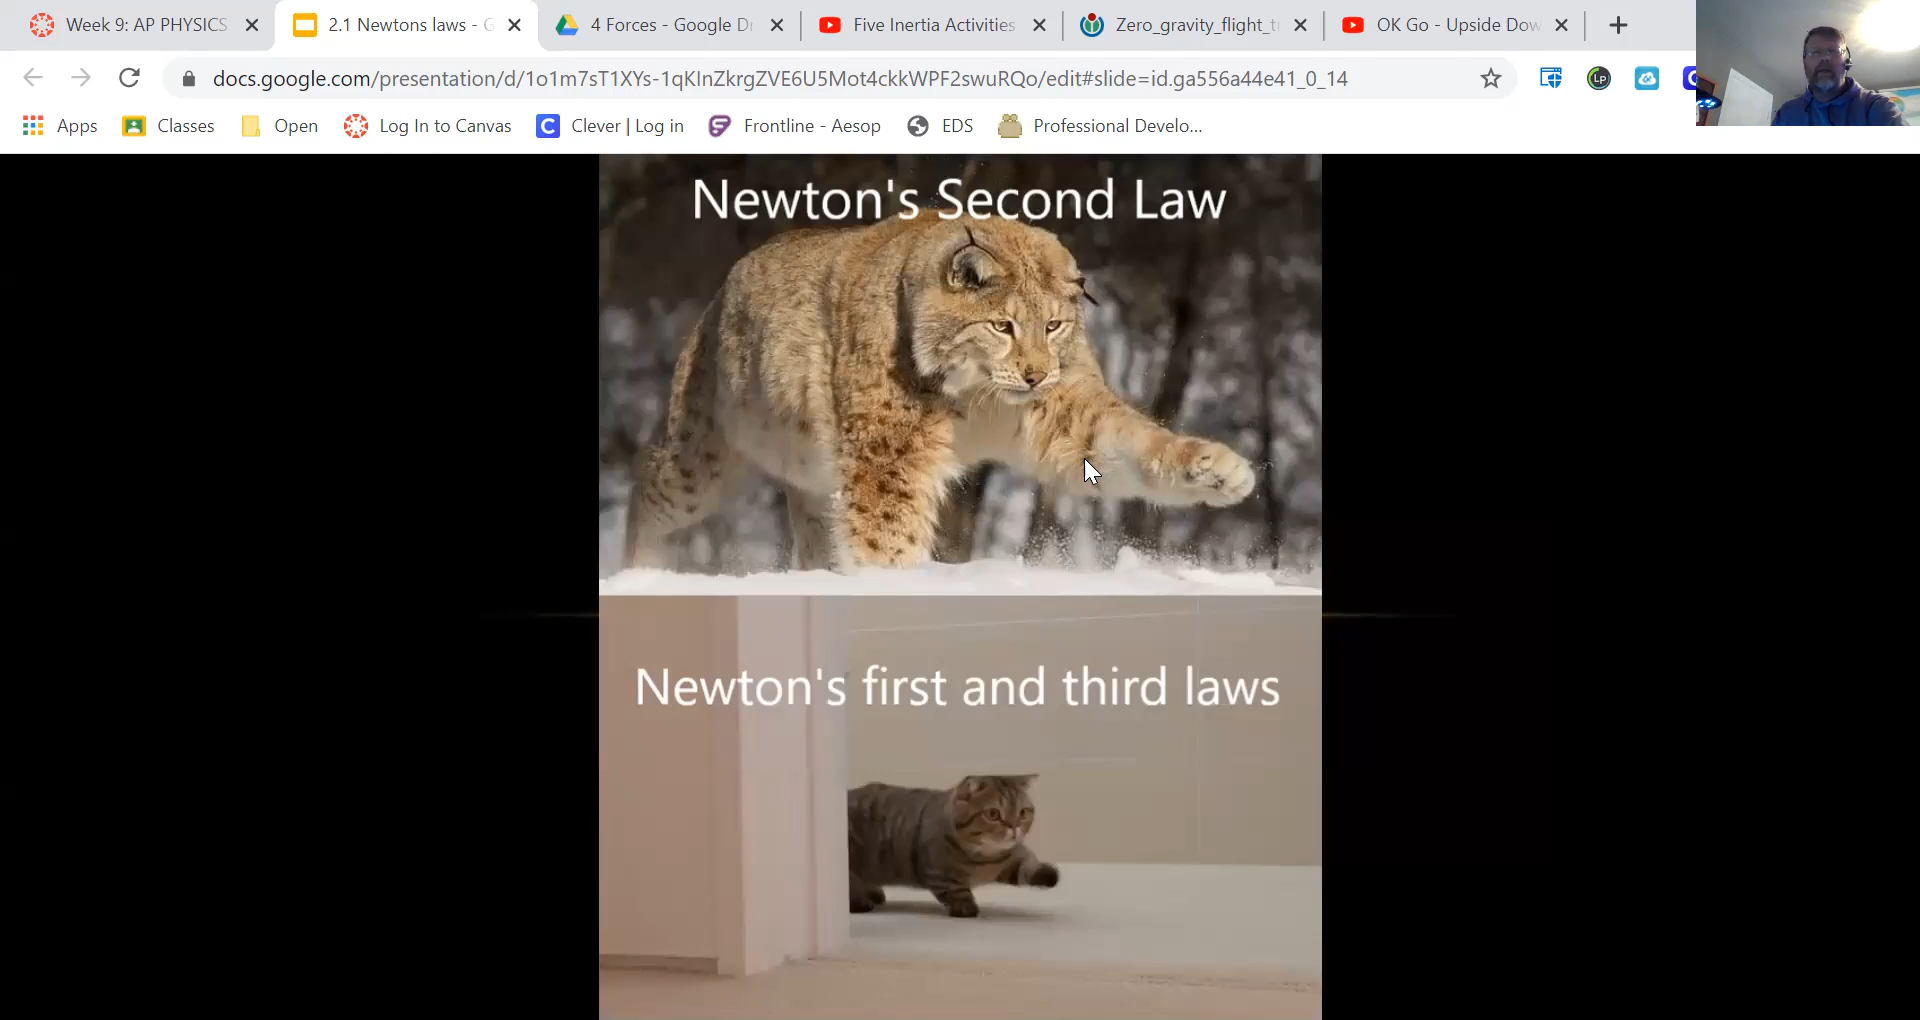 Week 9: AP PHYSICS
2.1 Newtons laws - G
4 Forces - Google Dr
Five Inertia Activities
Zero_gravity_flight_t
OK Go - Upside Dow
docs.google.com/presentation/d/1o1m7sT1XYs-1qKInZkrgZVE6U5Mot4ckkWPF2swuRQo/edit#slide=id.ga556a44e41_0_14
Lp
Apps
Classes
Open
Log In to Canvas
C
Clever | Log in
Frontline - Aesop
EDS
Professional Develo...
Newton's Second Law
Newton's first and third laws